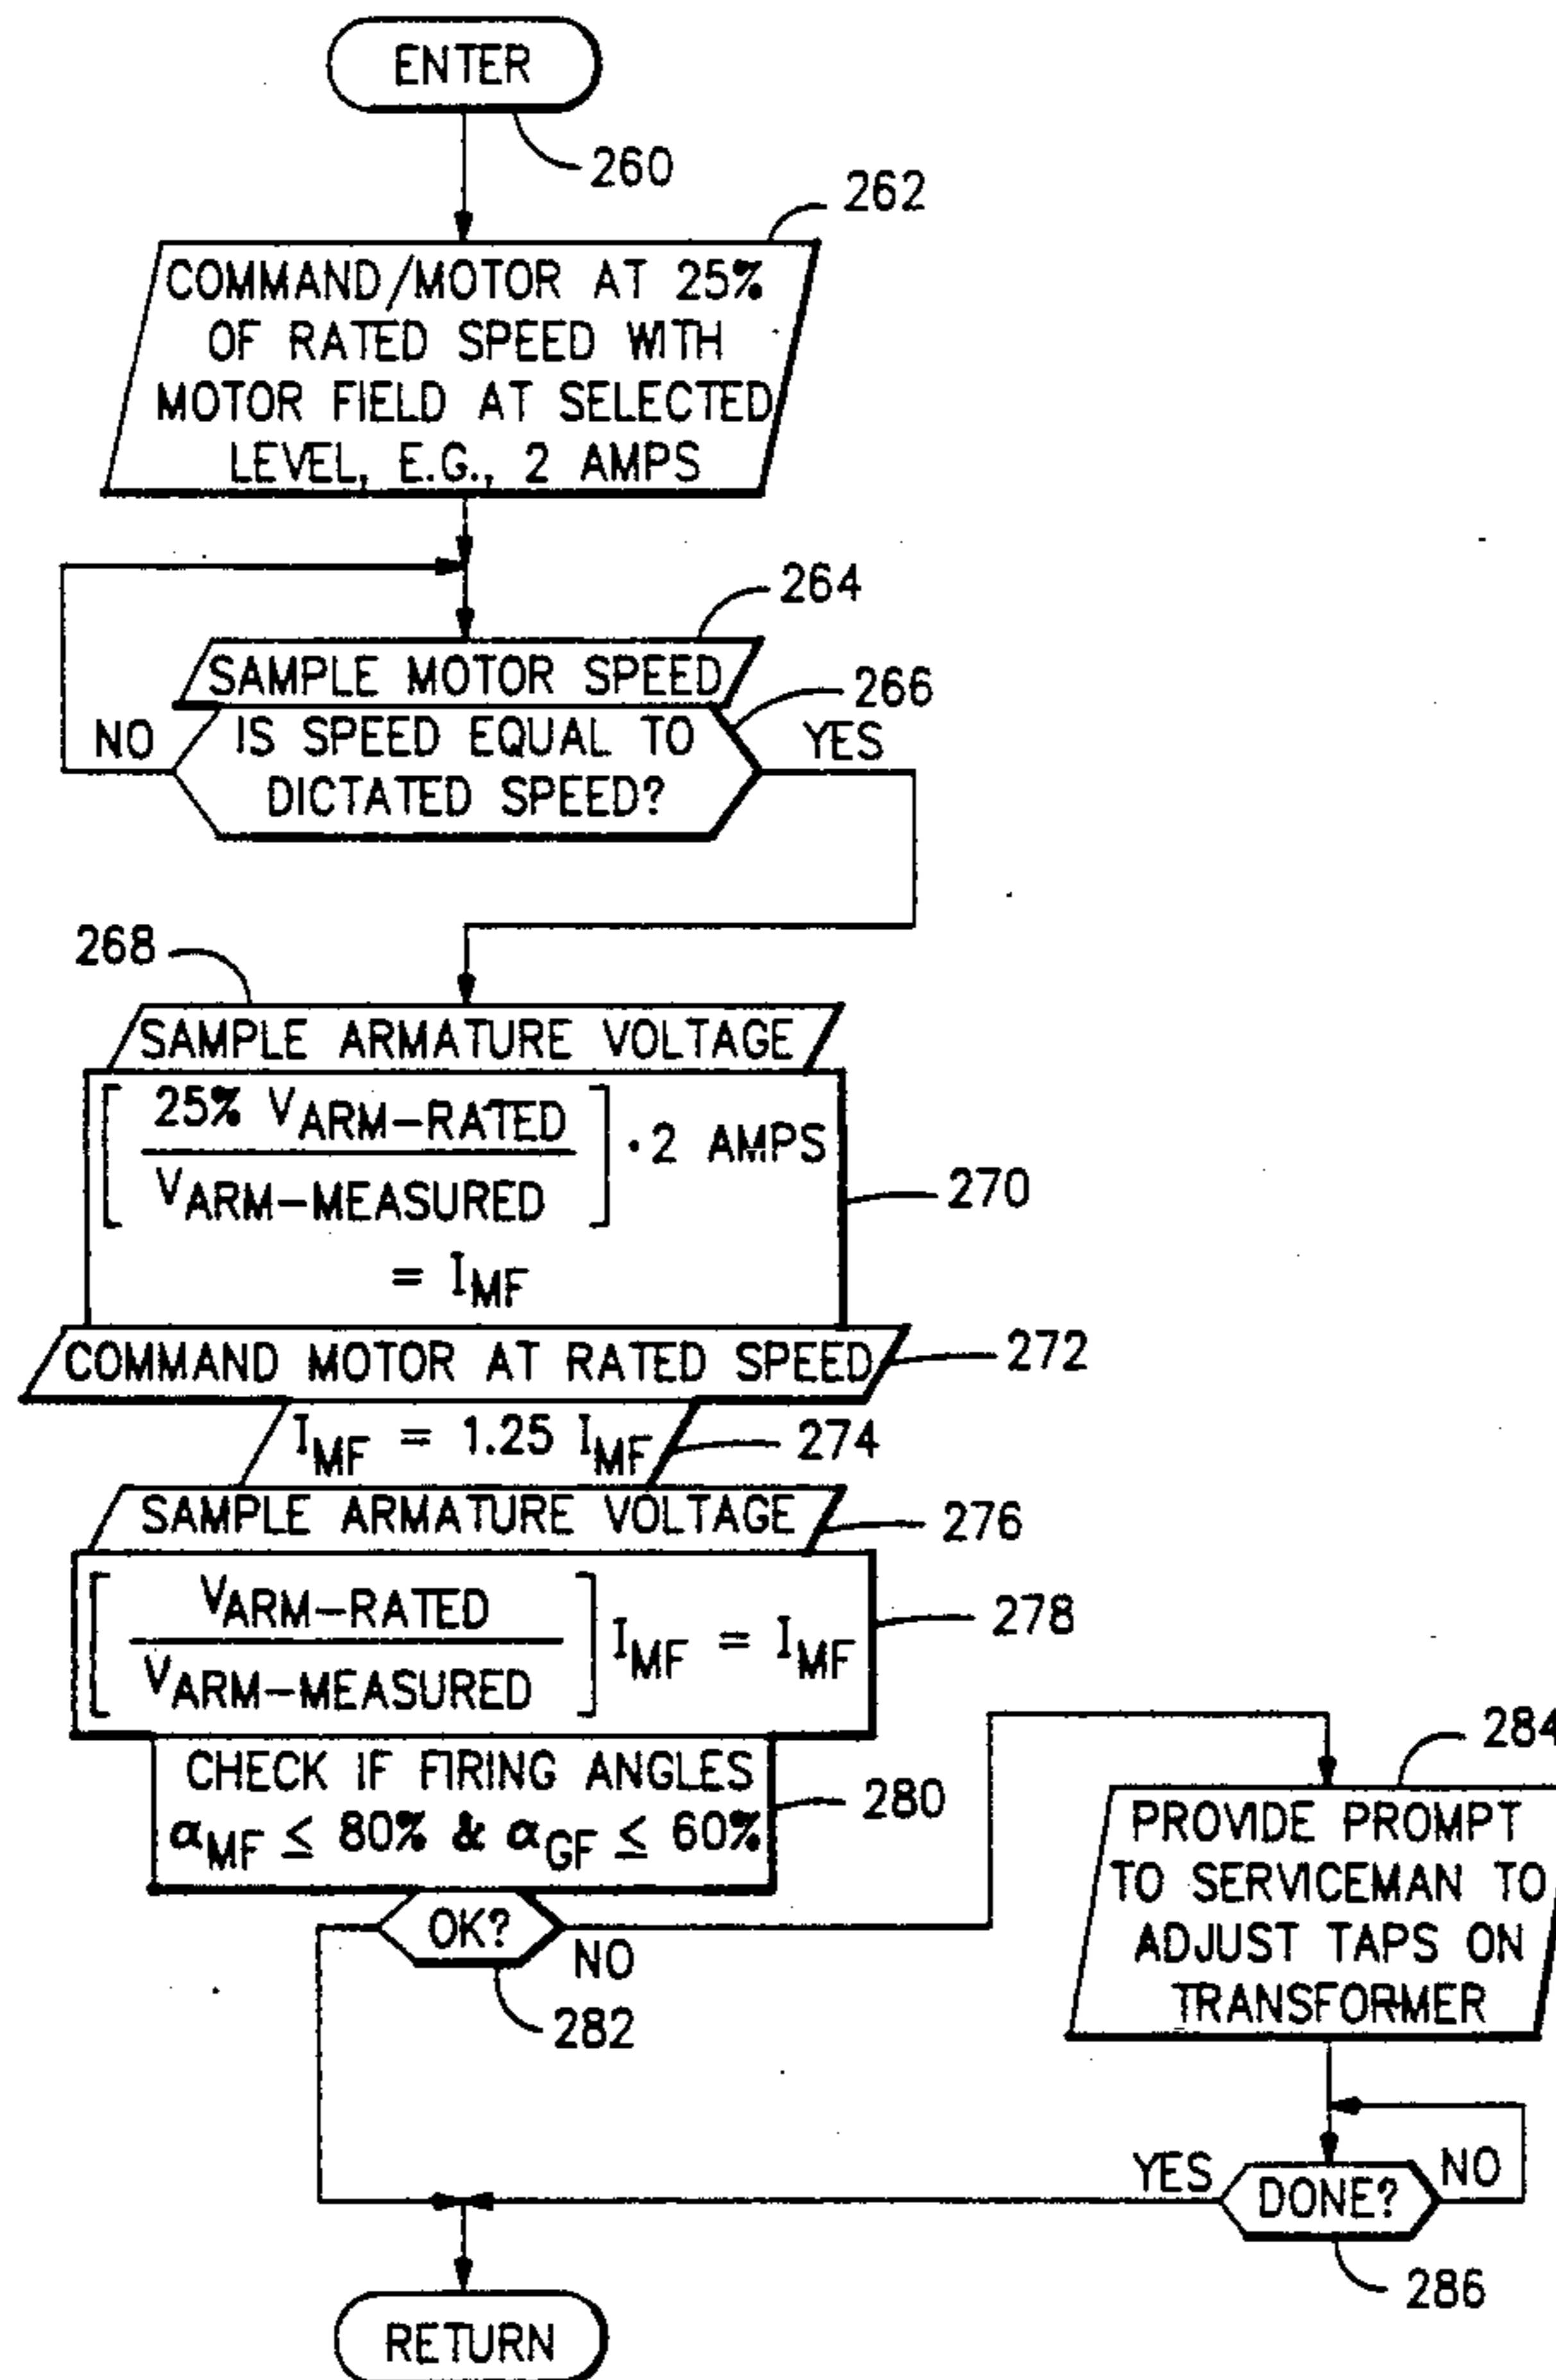 ENTER
260
262
COMMAND/MOTOR AT 25%
OF RATED SPEED WITH
MOTOR FIELD AT SELECTED
LEVEL, E.G., 2 AMPS
264
SAMPLE MOTOR SPEED
266
NO
IS SPEED EQUAL TO
DICTATED SPEED?
YES
268
SAMPLE ARMATURE VOLTAGE
[ 25% VARM-RATED
VARM-MEASURED ] · 2 AMPS
= IMF
270
COMMAND MOTOR AT RATED SPEED
272
IMF = 1.25 IMF
274
SAMPLE ARMATURE VOLTAGE
276
[ VARM-RATED
VARM-MEASURED ] IMF = IMF
278
CHECK IF FIRING ANGLES
αMF ≤ 80% & αGF ≤ 60%
280
OK?
NO
282
284
PROVIDE PROMPT
TO SERVICEMAN TO
ADJUST TAPS ON
TRANSFORMER
YES
DONE?
NO
286
RETURN